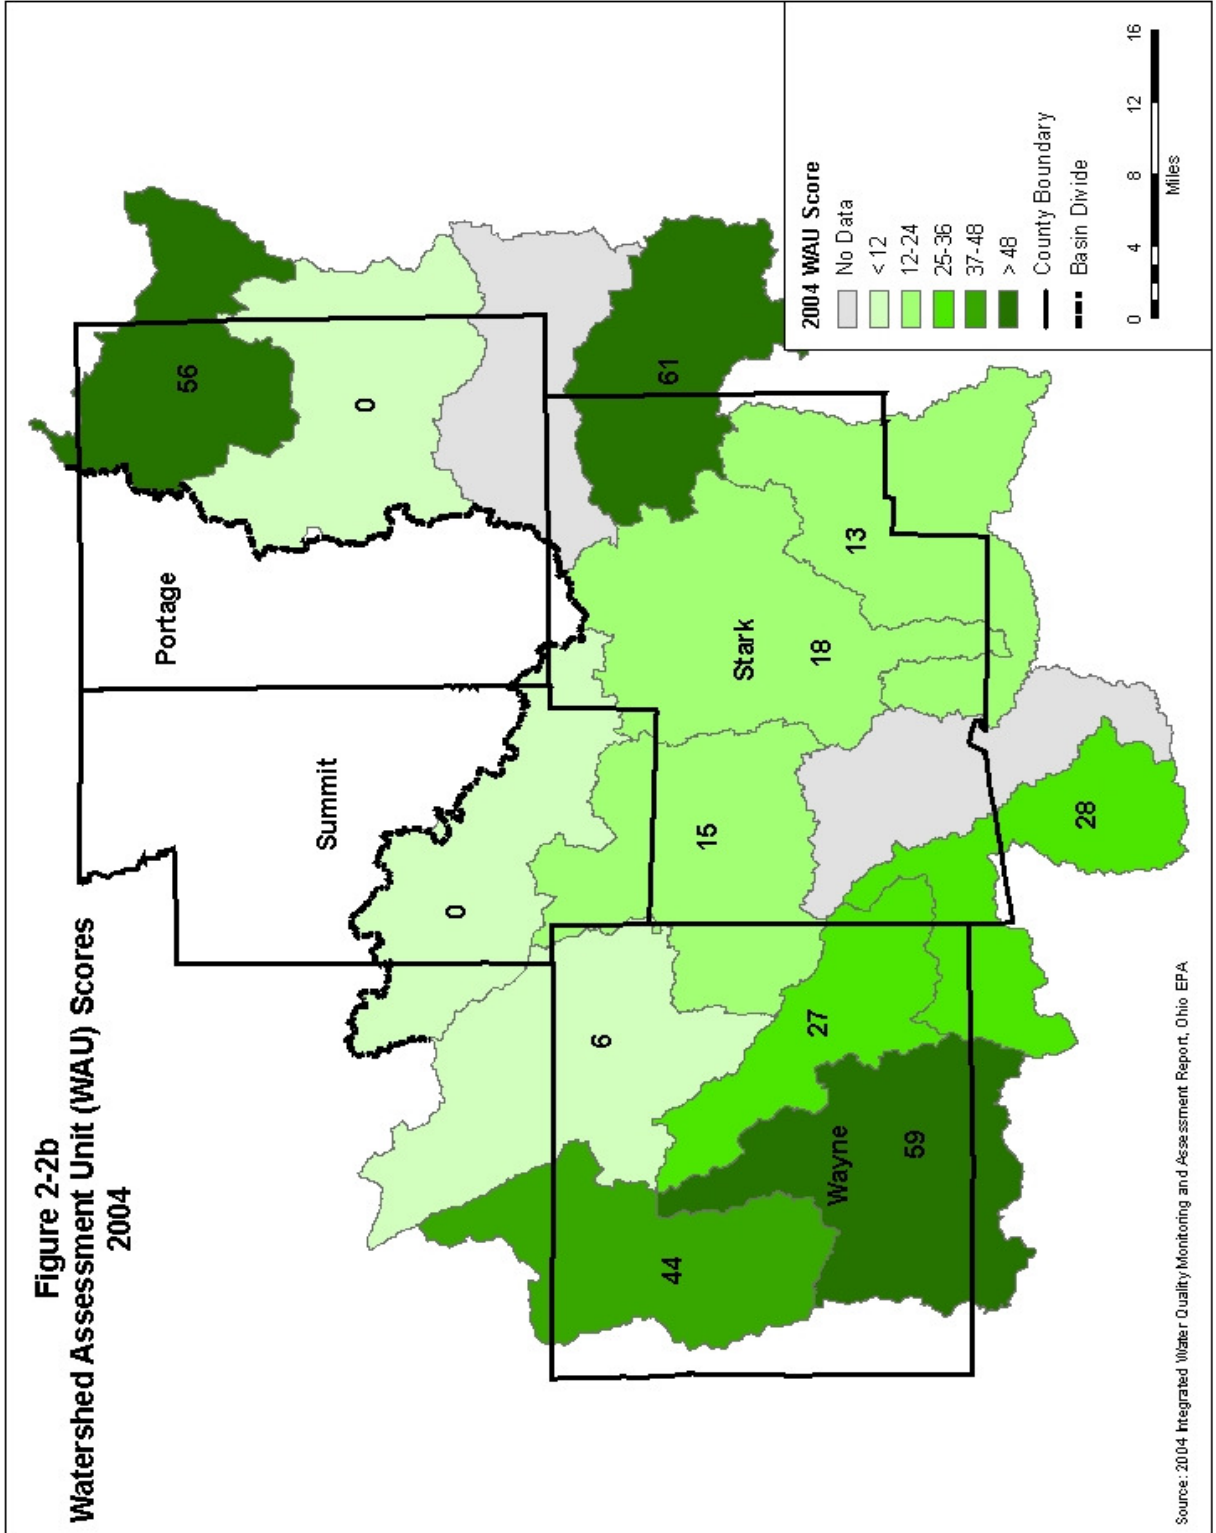 Figure 2-2b
Watershed Assessment Unit (WAU) Scores
2004
Summit
Portage
56
0
0
6
44
15
61
Stark
18
13
27
Wayne
59
28
2004 WAU Score
No Data
< 12
12-24
25-36
37-48
> 48
County Boundary
Basin Divide
0 4 8 12 16
Miles
Source: 2004 Integrated Water Quality Monitoring and Assessment Report, Ohio EPA